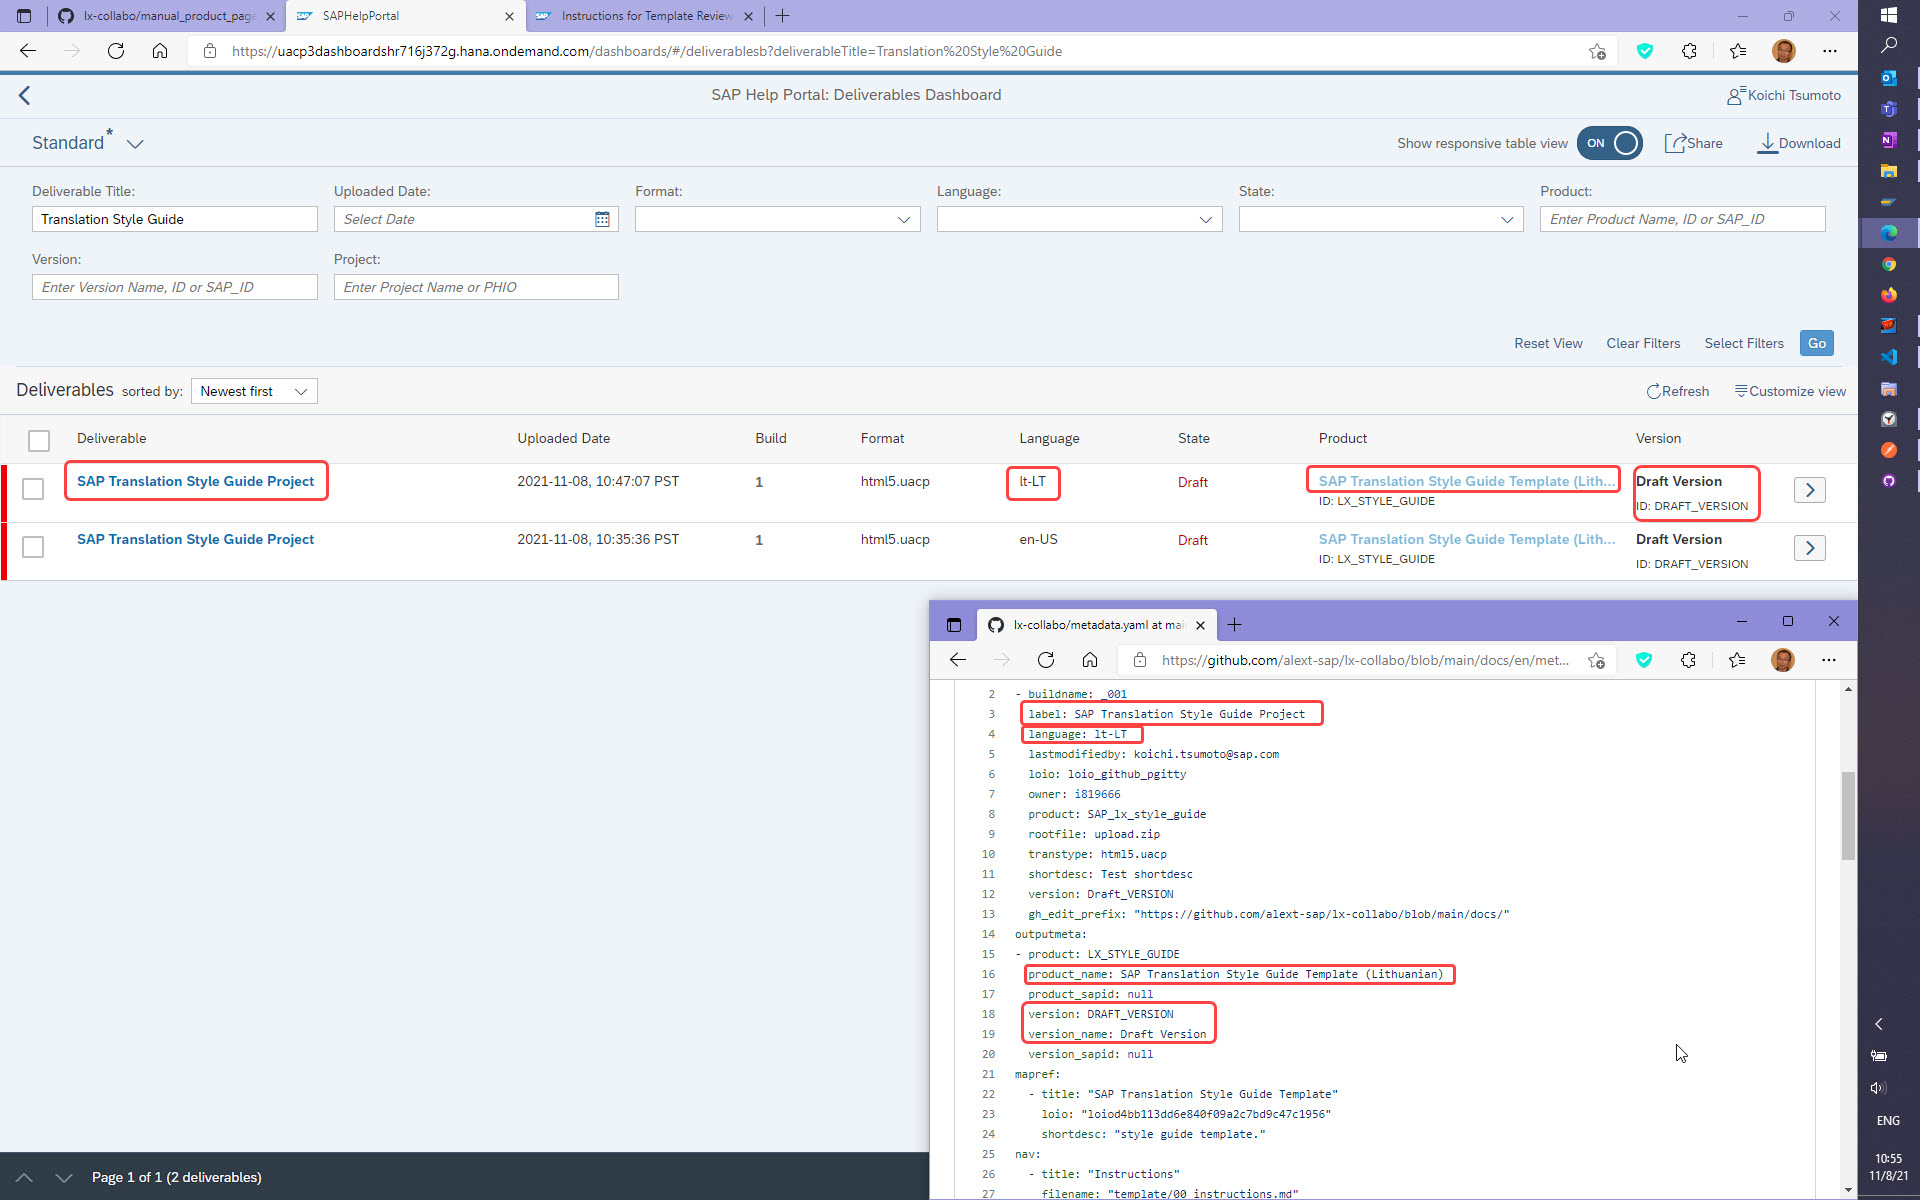 lx-collabo/manual_product_page
SAPHelpPortal
Instructions for Template Review
https://uacp3dashboardshr716j372g.hana.ondemand.com/dashboards/#/deliverablesb?deliverableTitle=Translation%20Style%20Guide
SAP Help Portal: Deliverables Dashboard
Koichi Tsumoto
Standard*
Show responsive table view ON Share Download
Deliverable Title: Uploaded Date: Format: Language: State: Product:
Translation Style Guide Select Date Enter Product Name, ID or SAP_ID
Version: Project:
Enter Version Name, ID or SAP_ID Enter Project Name or PHIO
Reset View Clear Filters Select Filters Go
Deliverables sorted by: Newest first Refresh Customize view
Deliverable Uploaded Date Build Format Language State Product Version
SAP Translation Style Guide Project 2021-11-08, 10:47:07 PST 1 html5.uacp lt-LT Draft SAP Translation Style Guide Template (Lith... Draft Version
ID: LX_STYLE_GUIDE ID: DRAFT_VERSION
SAP Translation Style Guide Project 2021-11-08, 10:35:36 PST 1 html5.uacp en-US Draft SAP Translation Style Guide Template (Lith... Draft Version
ID: LX_STYLE_GUIDE ID: DRAFT_VERSION
lx-collabo/metadata.yaml at mai
https://github.com/alext-sap/lx-collabo/blob/main/docs/en/met...
2 - buildname: _001
3 label: SAP Translation Style Guide Project
4 language: lt-LT
5 lastmodifiedby: koichi.tsumoto@sap.com
6 loio: loio_github_pgitty
7 owner: i819666
8 product: SAP_lx_style_guide
9 rootfile: upload.zip
10 transtype: html5.uacp
11 shortdesc: Test shortdesc
12 version: Draft_VERSION
13 gh_edit_prefix: "https://github.com/alext-sap/lx-collabo/blob/main/docs/"
14 outputmeta:
15 - product: LX_STYLE_GUIDE
16 product_name: SAP Translation Style Guide Template (Lithuanian)
17 product_sapid: null
18 version: DRAFT_VERSION
19 version_name: Draft Version
20 version_sapid: null
21 mapref:
22 - title: "SAP Translation Style Guide Template"
23 loio: "loiod4bb113dd6e840f09a2c7bd9c47c1956"
24 shortdesc: "style guide template."
25 nav:
26 - title: "Instructions"
27 filename: "template/00_instructions.md"
Page 1 of 1 (2 deliverables)
ENG
10:55
11/8/21